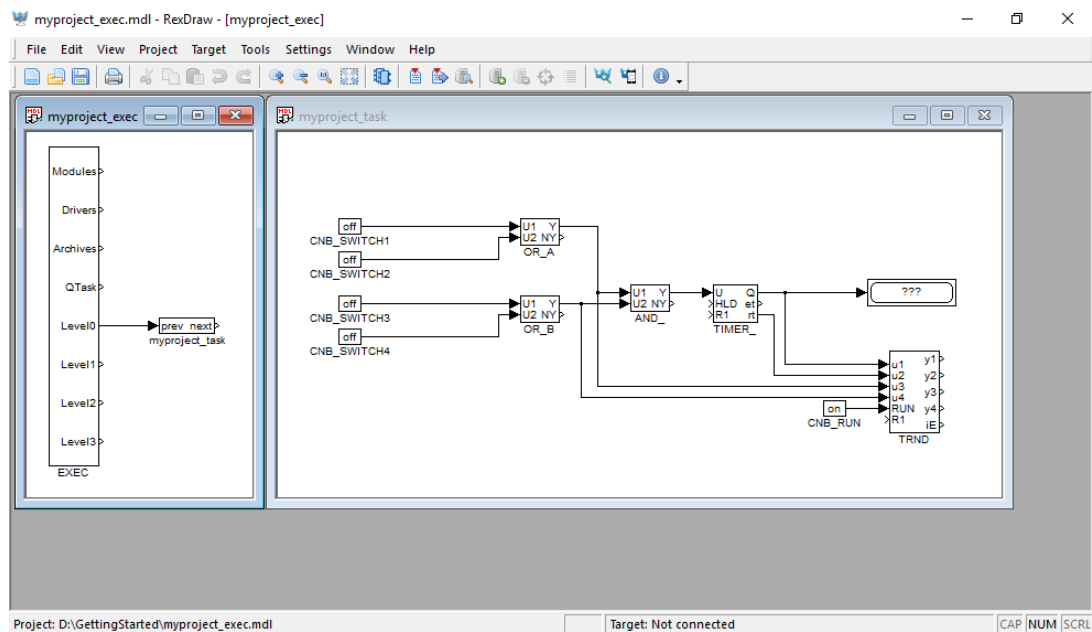 myproject_exec.mdl - RexDraw - [myproject_exec]
File Edit View Project Target Tools Settings Window Help
myproject_exec
Modules
Drivers
Archives
QTask
Level0
Level1
Level2
Level3
EXEC
prev next
myproject_task
myproject_task
off
CNB_SWITCH1
off
CNB_SWITCH2
off
CNB_SWITCH3
off
CNB_SWITCH4
U1 Y
U2 NY
OR_A
U1 Y
U2 NY
OR_B
U1 Y
U2 NY
AND_
U Q
HLD et
R1 rt
TIMER_
???
on
CNB_RUN
u1 y1
u2 y2
u3 y3
u4 y4
RUN
R1 iE
TRND
Project: D:\GettingStarted\myproject_exec.mdl
Target: Not connected
CAP NUM SCRL